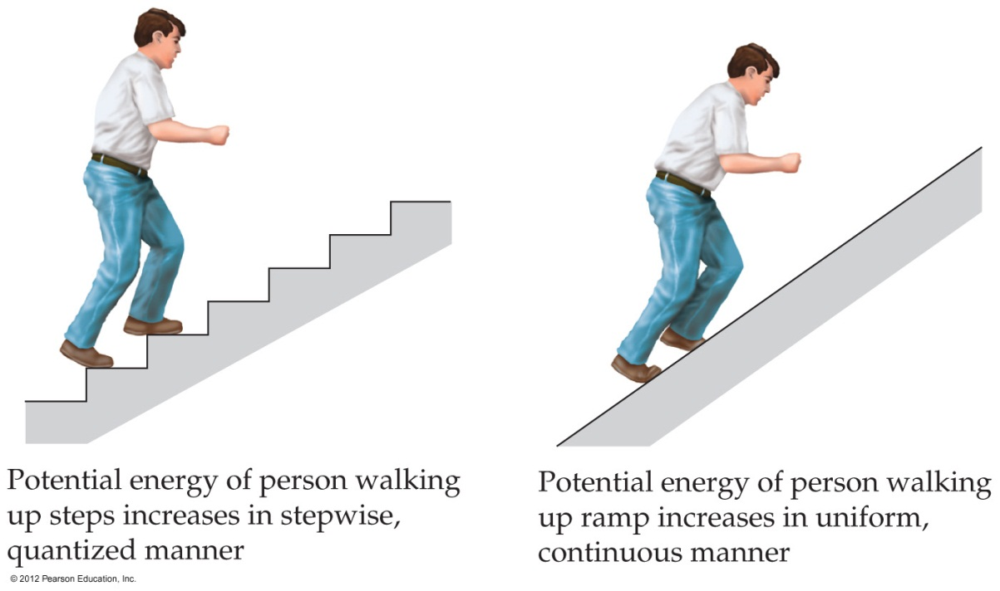 Potential energy of person walking
up steps increases in stepwise,
quantized manner
Potential energy of person walking
up ramp increases in uniform,
continuous manner
© 2012 Pearson Education, Inc.